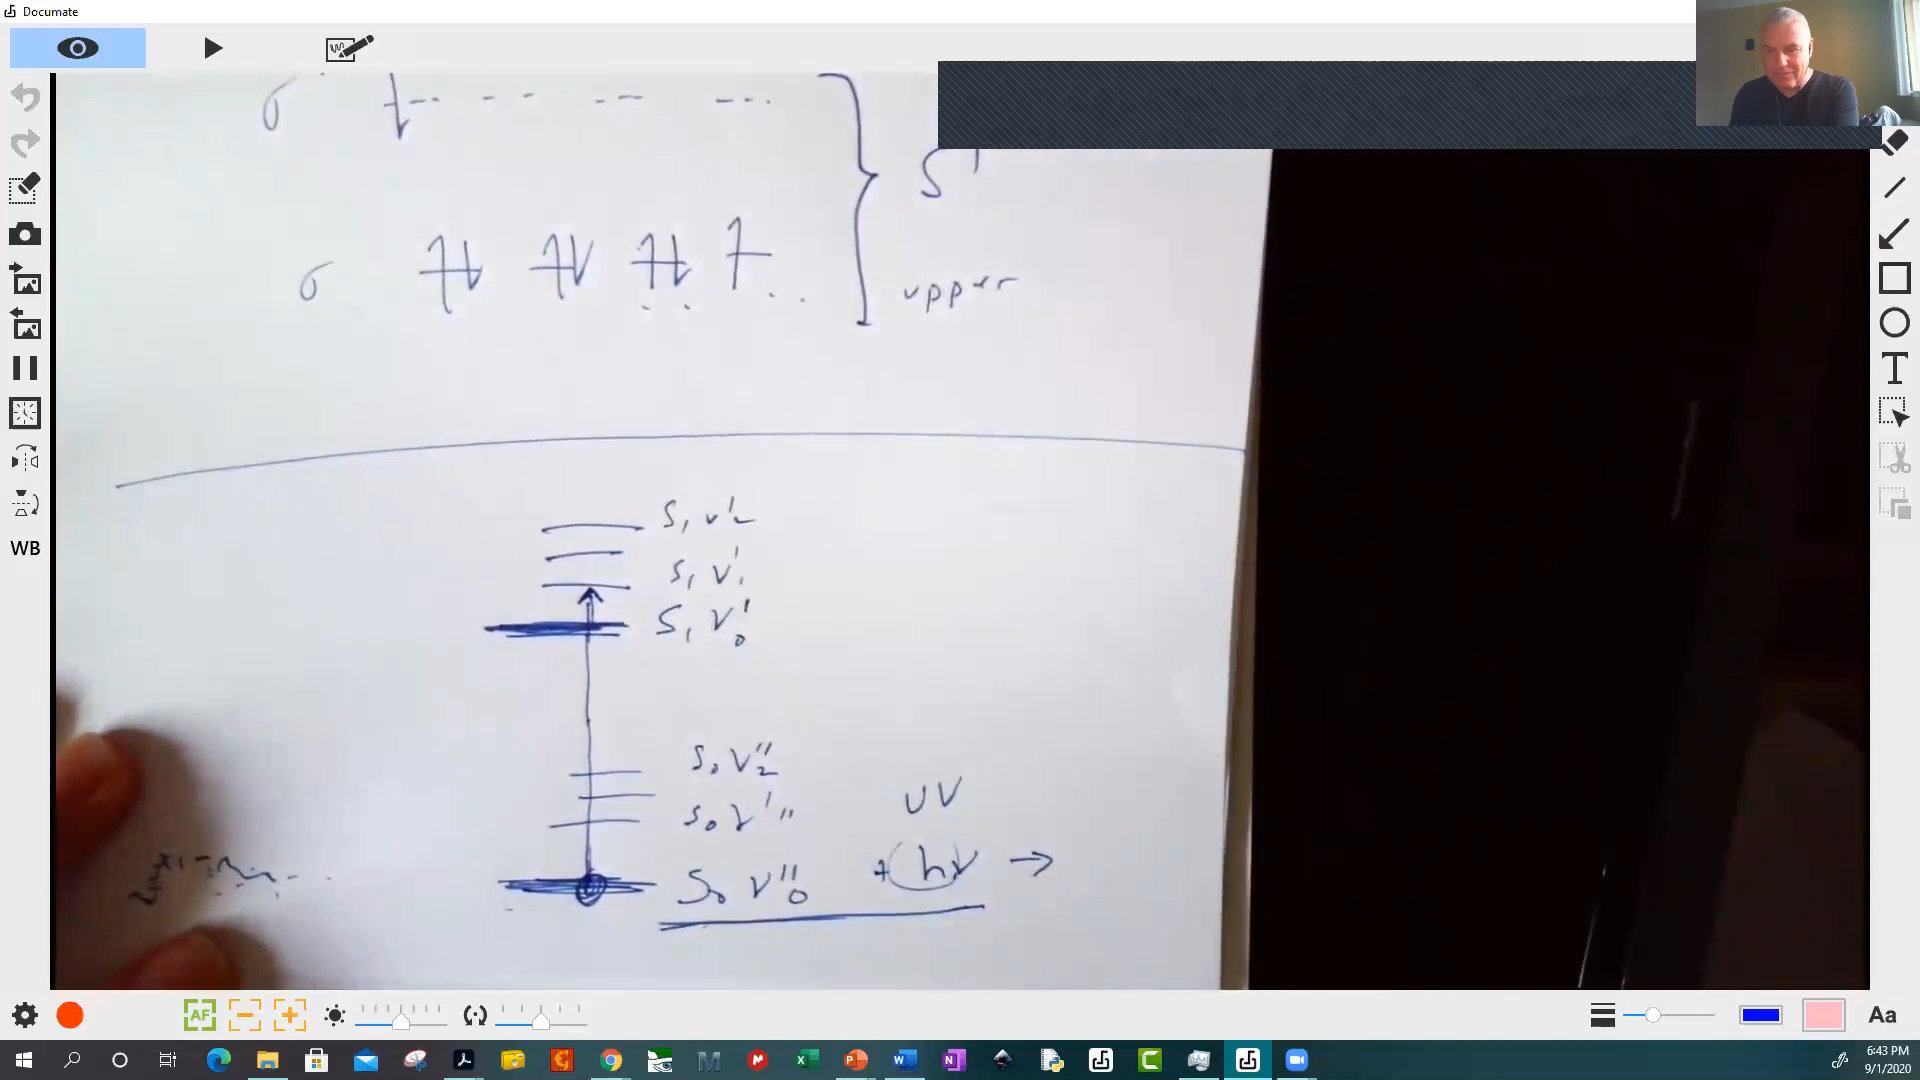 Documate
σ
S'
σ
upper
S₁ v'₂
S₁ v'₁
WB
S₁ v'₀
S₀ v''₂
UV
S₀ v'''
S₀ v''₀ + hν →
AF
Aa
6:43 PM
9/1/2020